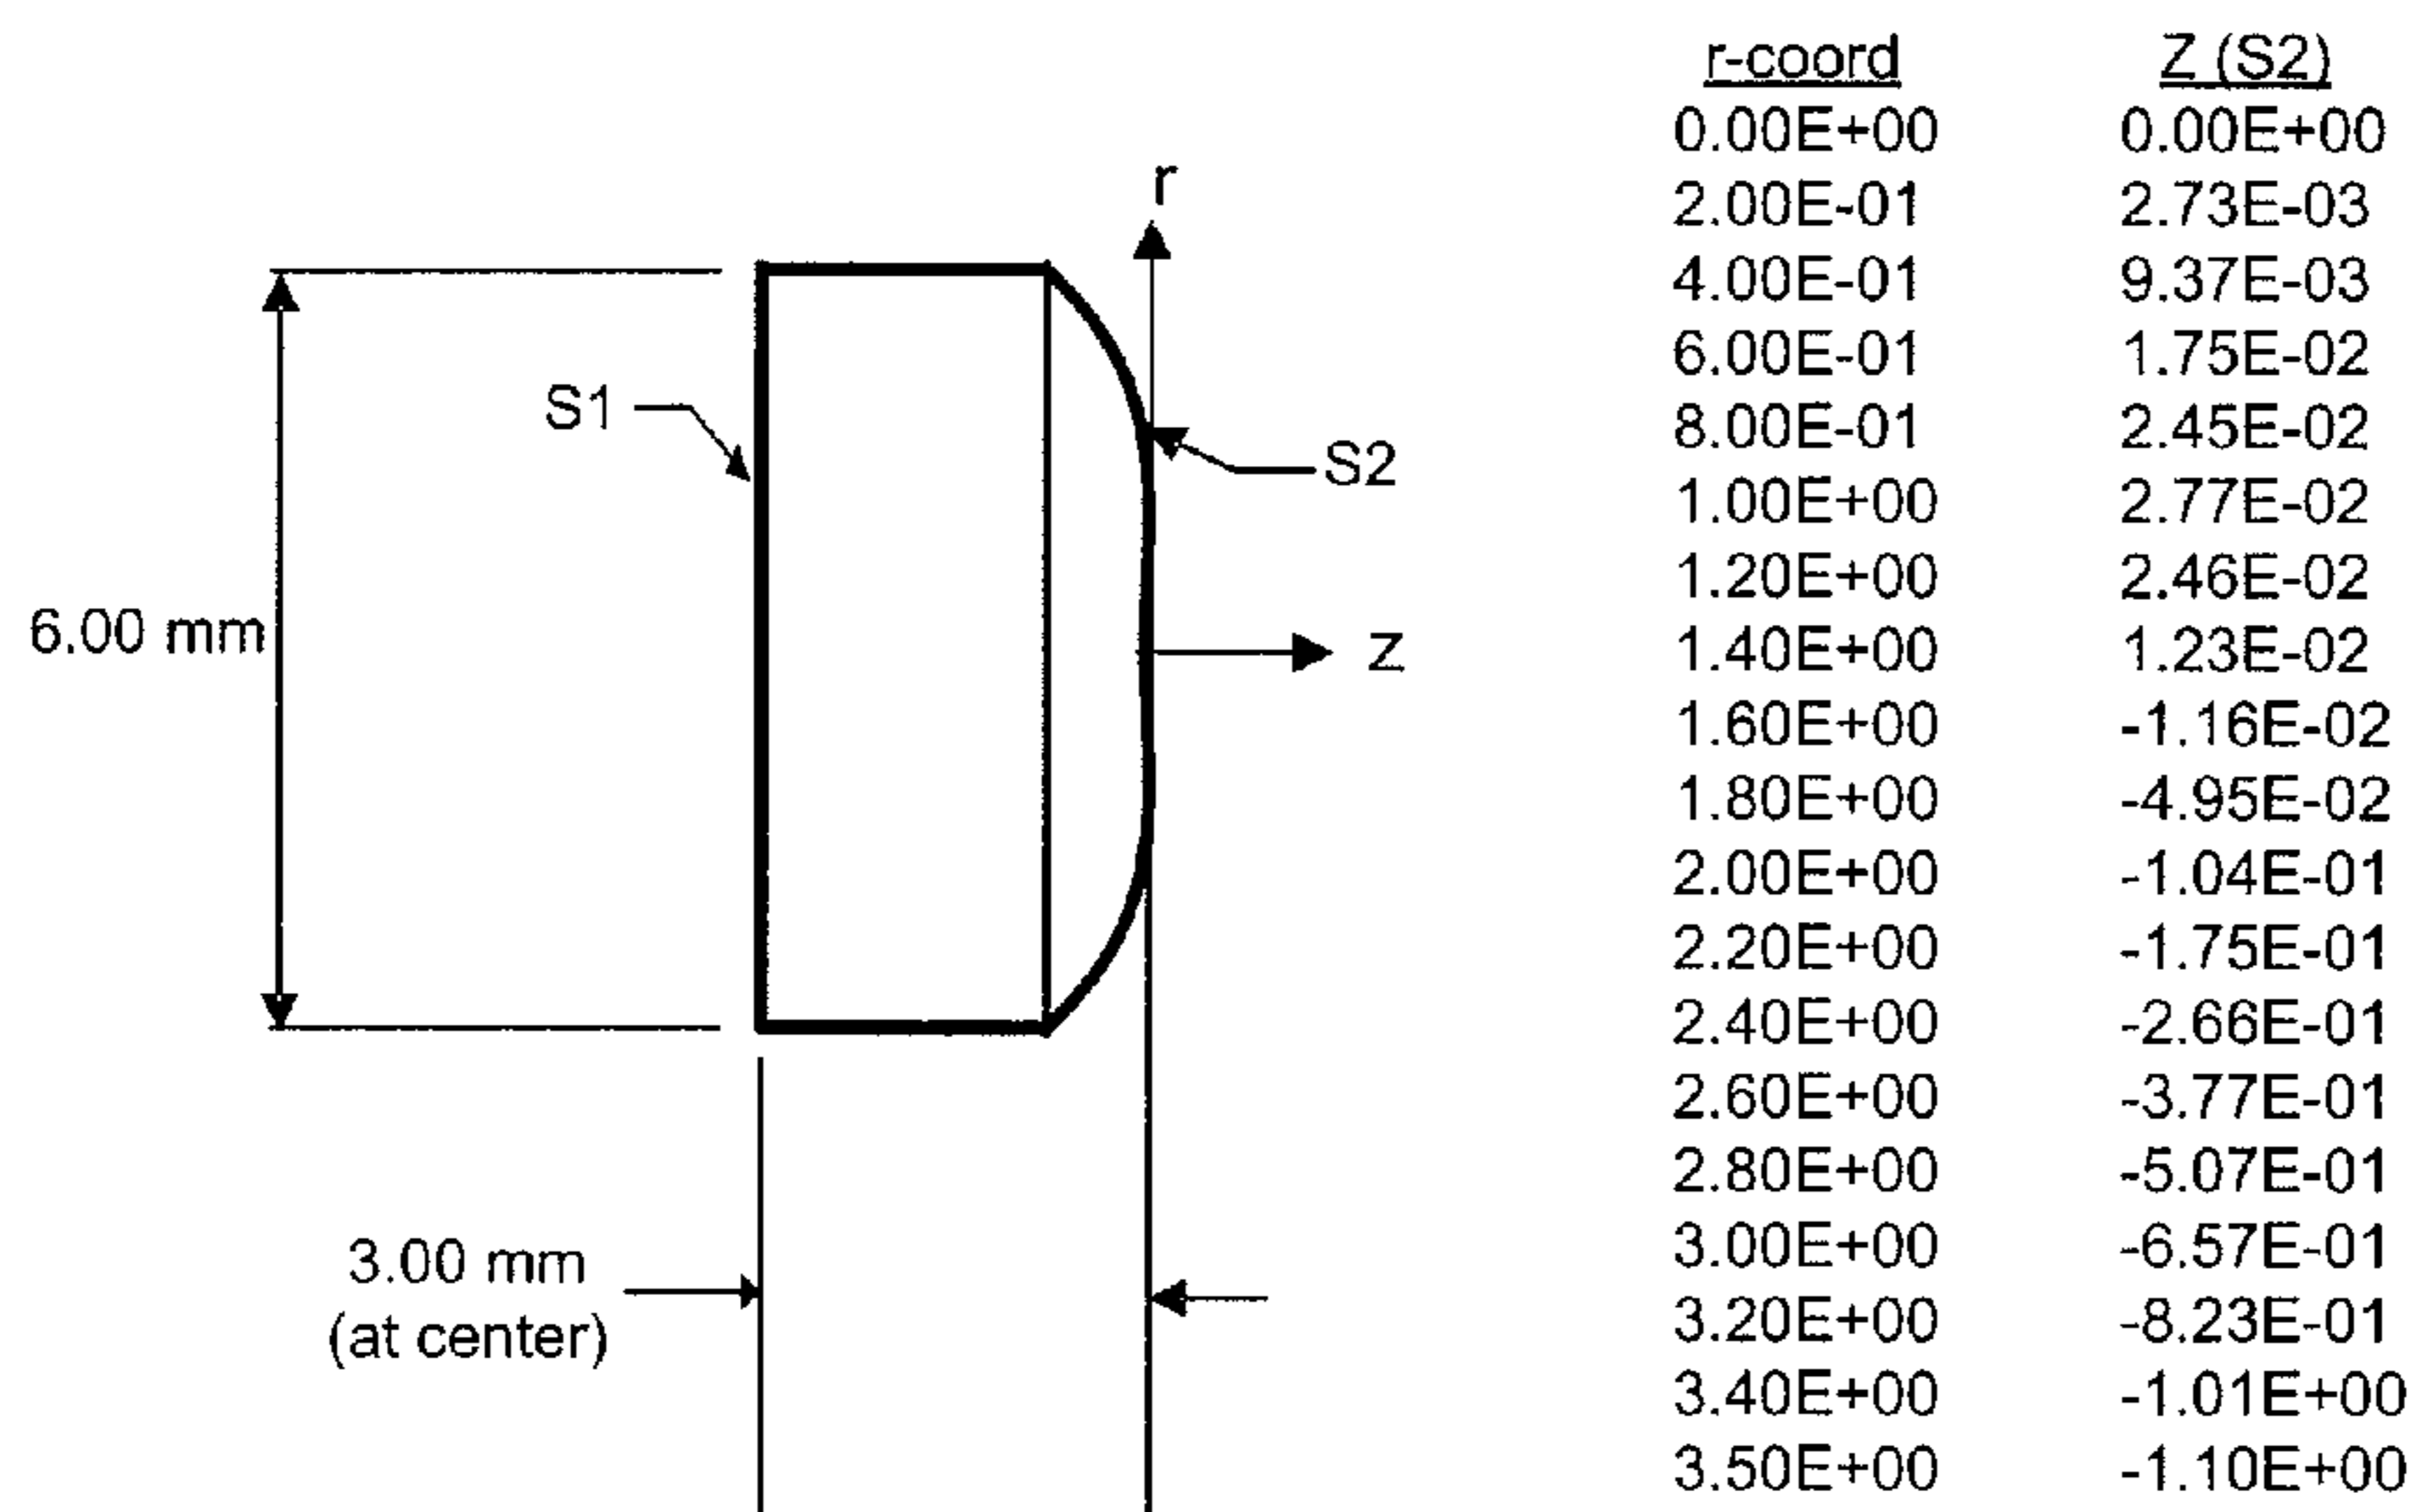 r
S1
S2
6.00 mm
z
3.00 mm
(at center)
r-coord Z (S2)
0.00E+00 0.00E+00
2.00E-01 2.73E-03
4.00E-01 9.37E-03
6.00E-01 1.75E-02
8.00E-01 2.45E-02
1.00E+00 2.77E-02
1.20E+00 2.46E-02
1.40E+00 1.23E-02
1.60E+00 -1.16E-02
1.80E+00 -4.95E-02
2.00E+00 -1.04E-01
2.20E+00 -1.75E-01
2.40E+00 -2.66E-01
2.60E+00 -3.77E-01
2.80E+00 -5.07E-01
3.00E+00 -6.57E-01
3.20E+00 -8.23E-01
3.40E+00 -1.01E+00
3.50E+00 -1.10E+00